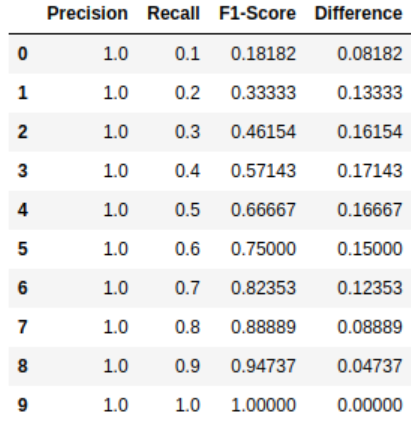 Precision Recall F1-Score Difference
0 1.0 0.1 0.18182 0.08182
1 1.0 0.2 0.33333 0.13333
2 1.0 0.3 0.46154 0.16154
3 1.0 0.4 0.57143 0.17143
4 1.0 0.5 0.66667 0.16667
5 1.0 0.6 0.75000 0.15000
6 1.0 0.7 0.82353 0.12353
7 1.0 0.8 0.88889 0.08889
8 1.0 0.9 0.94737 0.04737
9 1.0 1.0 1.00000 0.00000